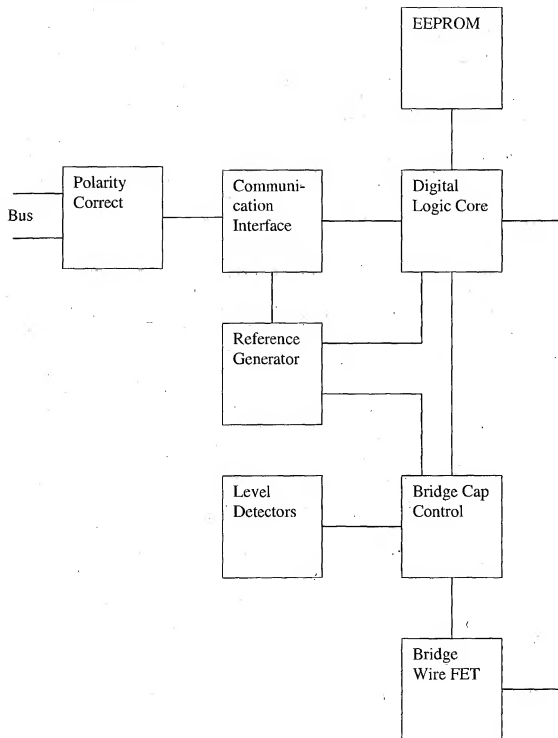 EEPROM
Bus
Polarity
Correct
Communi-
cation
Interface
Digital
Logic Core
Reference
Generator
Level
Detectors
Bridge Cap
Control
Bridge
Wire FET